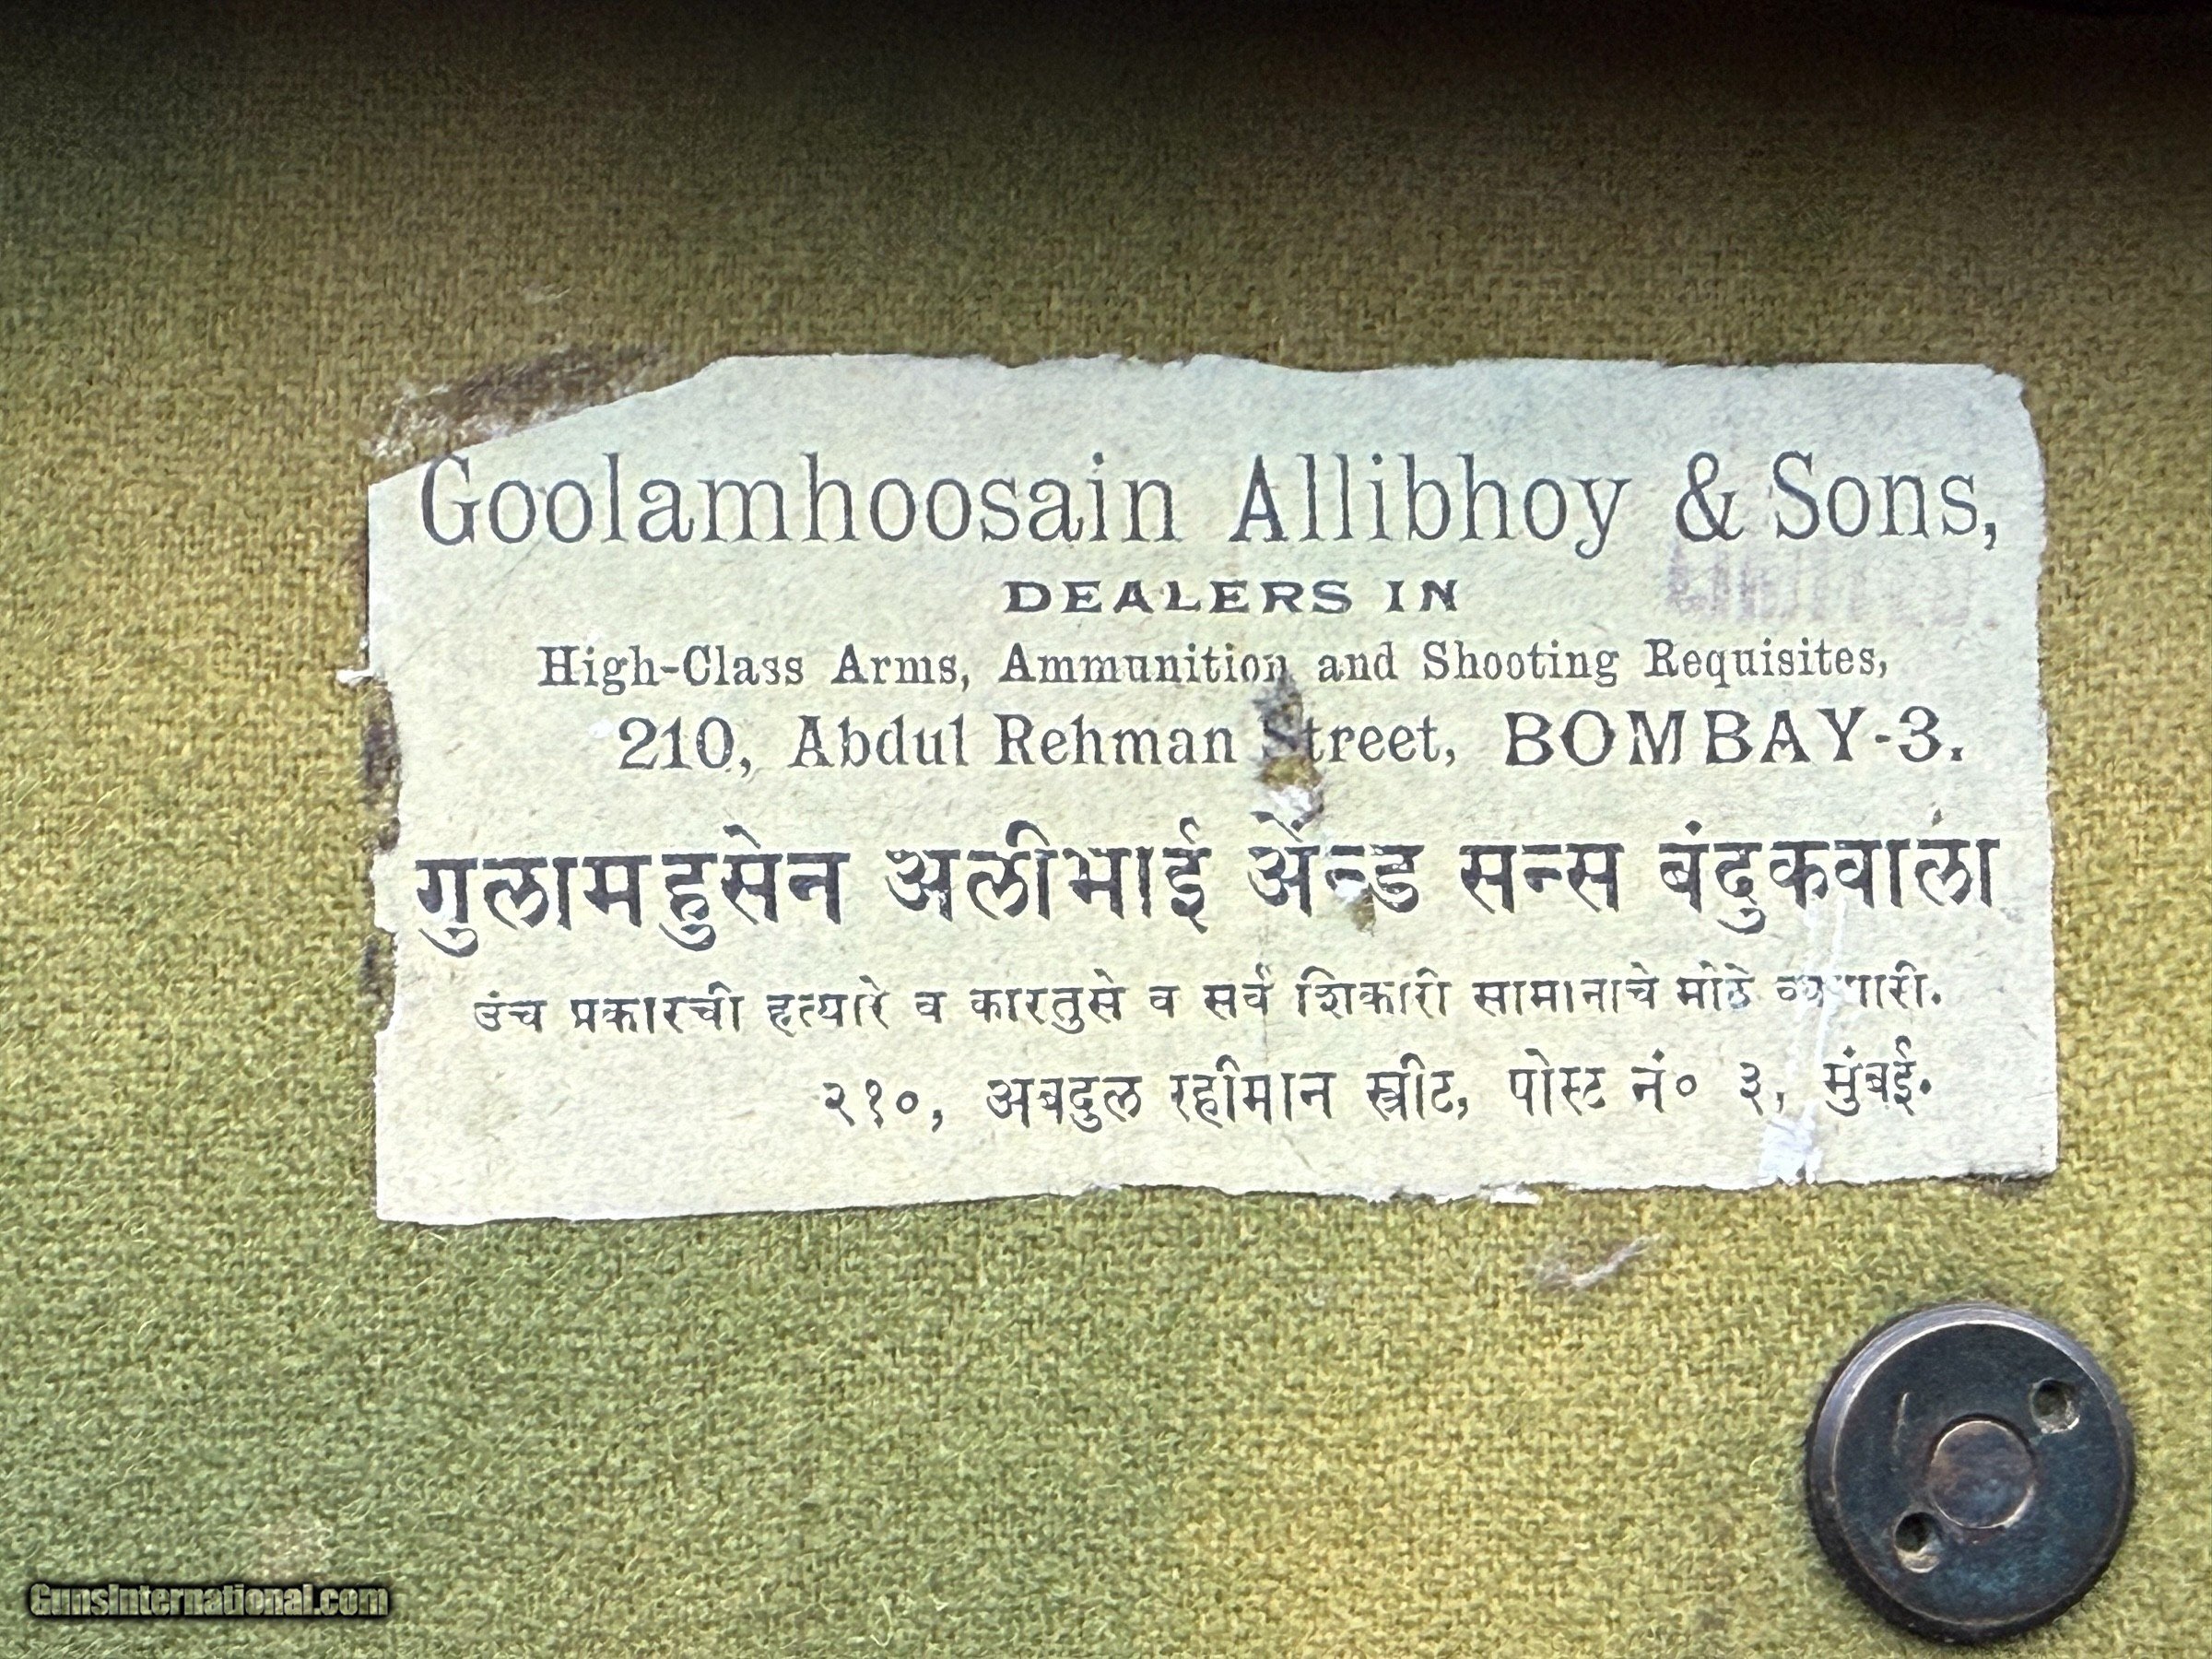 Goolamhoosain Allibhoy & Sons,
DEALERS IN
High-Class Arms, Ammunition and Shooting Requisites,
210, Abdul Rehman Street, BOMBAY-3.
गुलामहुसेन अलीभाई ॲन्ड सन्स बंदुकवाला
उंच प्रकारची हत्यारे व कारतुसे व सर्व शिकारी सामानाचे मोठे व्यापारी.
२१०, अबदुल रहीमान स्त्रीट, पोस्ट नं० ३, मुंबई.
GunsInternational.com